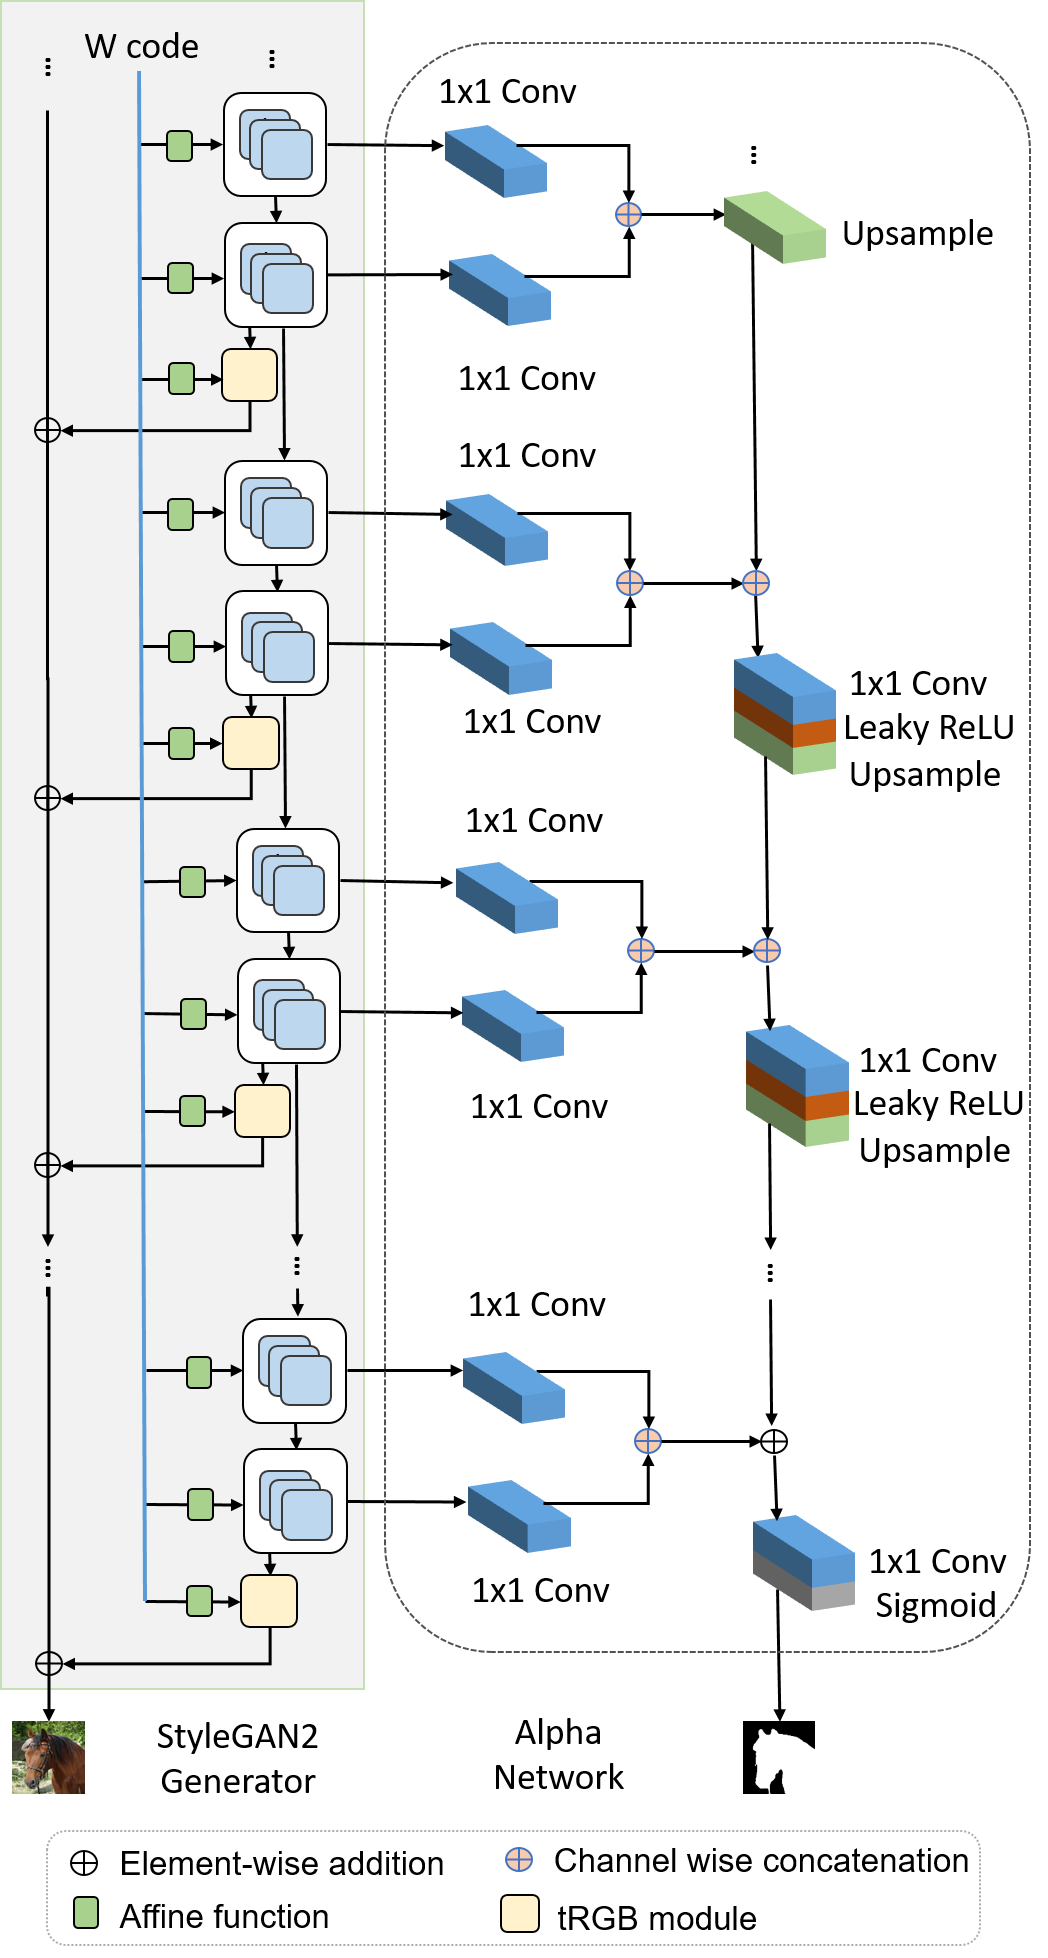 W code
1x1 Conv
Upsample
1x1 Conv
1x1 Conv
1x1 Conv
1x1 Conv
Leaky ReLU
Upsample
1x1 Conv
1x1 Conv
1x1 Conv
Leaky ReLU
Upsample
1x1 Conv
1x1 Conv
1x1 Conv
Sigmoid
StyleGAN2
Generator
Alpha
Network
Element-wise addition
Channel wise concatenation
Affine function
tRGB module